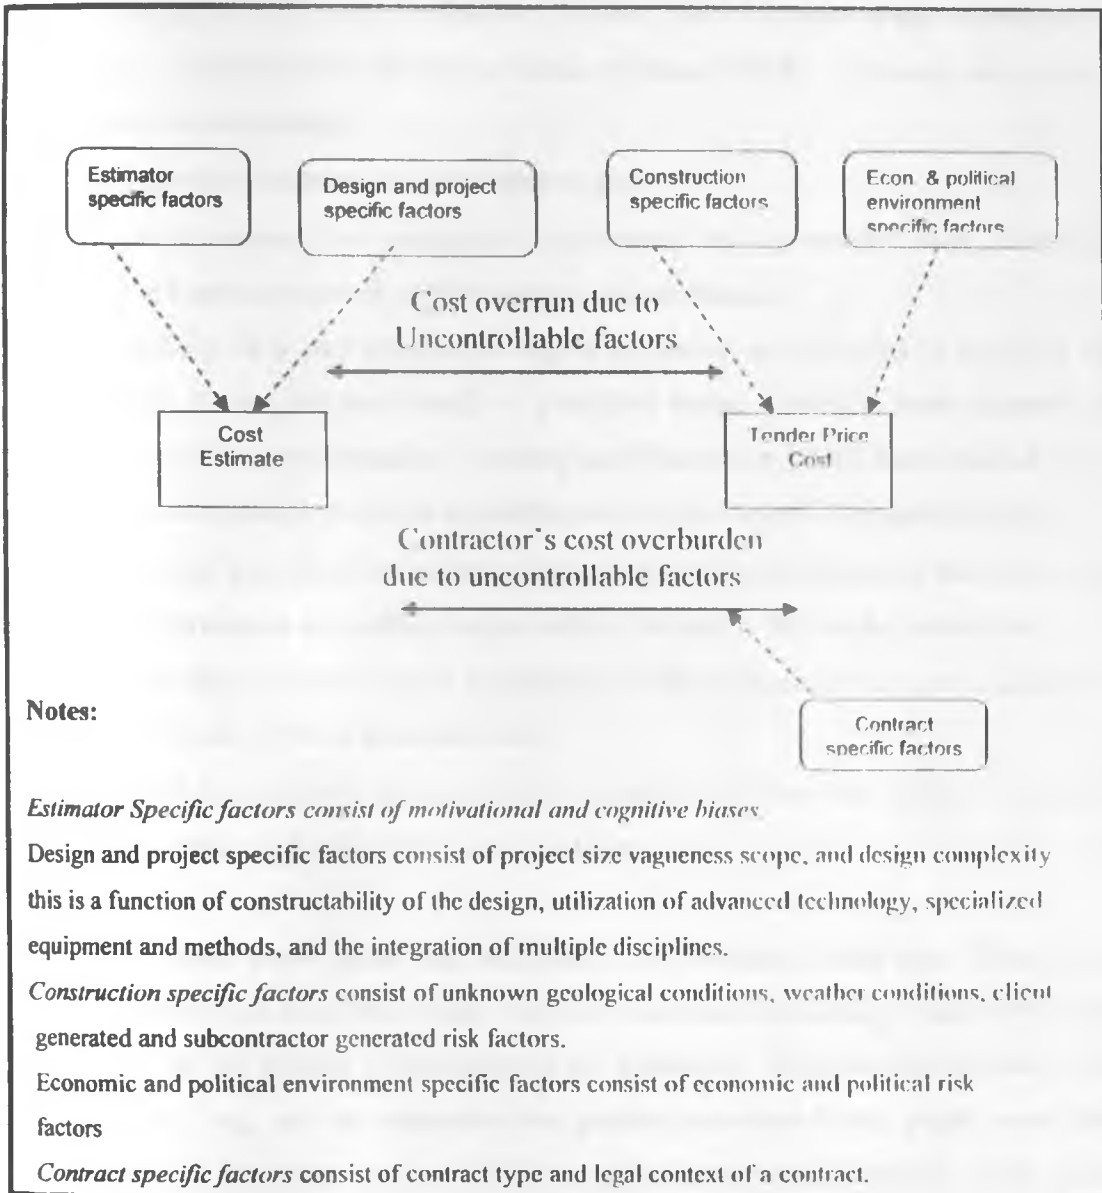 Estimator
specific factors
Design and project
specific factors
Construction
specific factors
Econ. & political
environment
specific factors
Cost overrun due to
Uncontrollable factors
Cost
Estimate
Tender Price
Cost
Contractor's cost overburden
due to uncontrollable factors
Contract
specific factors
Notes:
Estimator Specific factors consist of motivational and cognitive biases.
Design and project specific factors consist of project size vagueness scope, and design complexity
this is a function of constructability of the design, utilization of advanced technology, specialized
equipment and methods, and the integration of multiple disciplines.
Construction specific factors consist of unknown geological conditions, weather conditions, client
generated and subcontractor generated risk factors.
Economic and political environment specific factors consist of economic and political risk
factors
Contract specific factors consist of contract type and legal context of a contract.